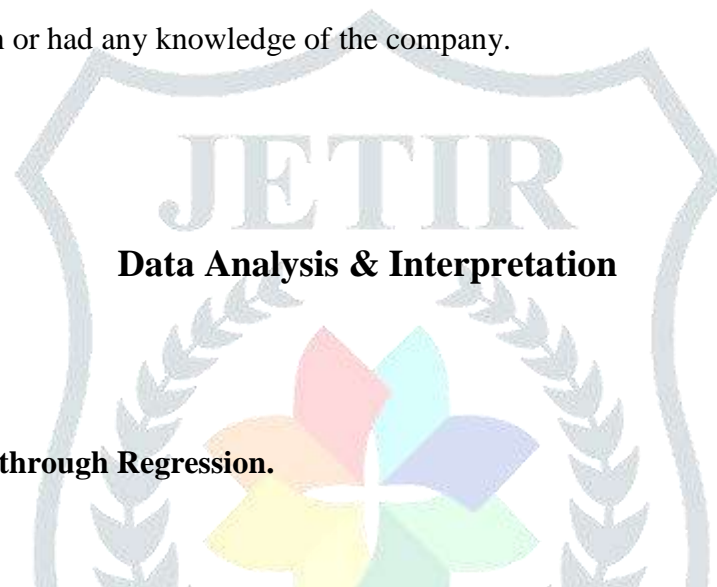 or had any knowledge of the company.
JETIR
Data Analysis & Interpretation
through Regression.